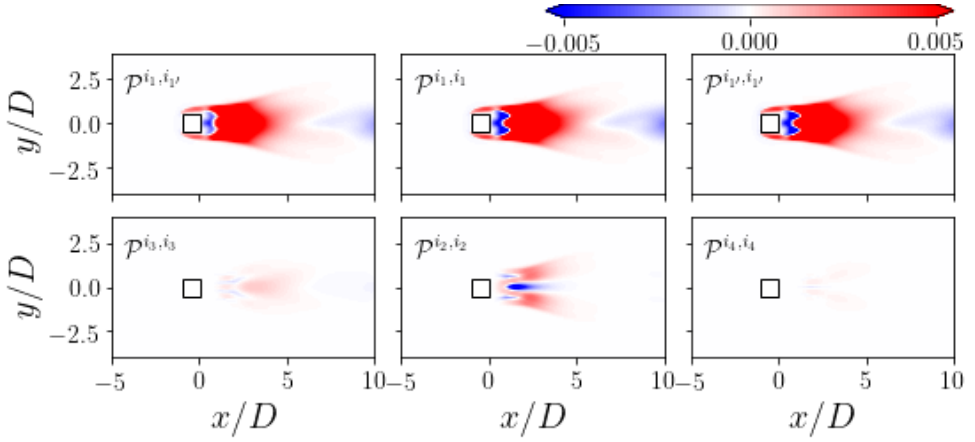 −0.005 0.000 0.005
2.5 0.0 −2.5
y/D
𝒫^{i_1,i_{1'}} 𝒫^{i_1,i_1} 𝒫^{i_{1'},i_{1'}}
2.5 0.0 −2.5
y/D
𝒫^{i_3,i_3} 𝒫^{i_2,i_2} 𝒫^{i_4,i_4}
−5 0 5 10 −5 0 5 10 −5 0 5 10
x/D x/D x/D